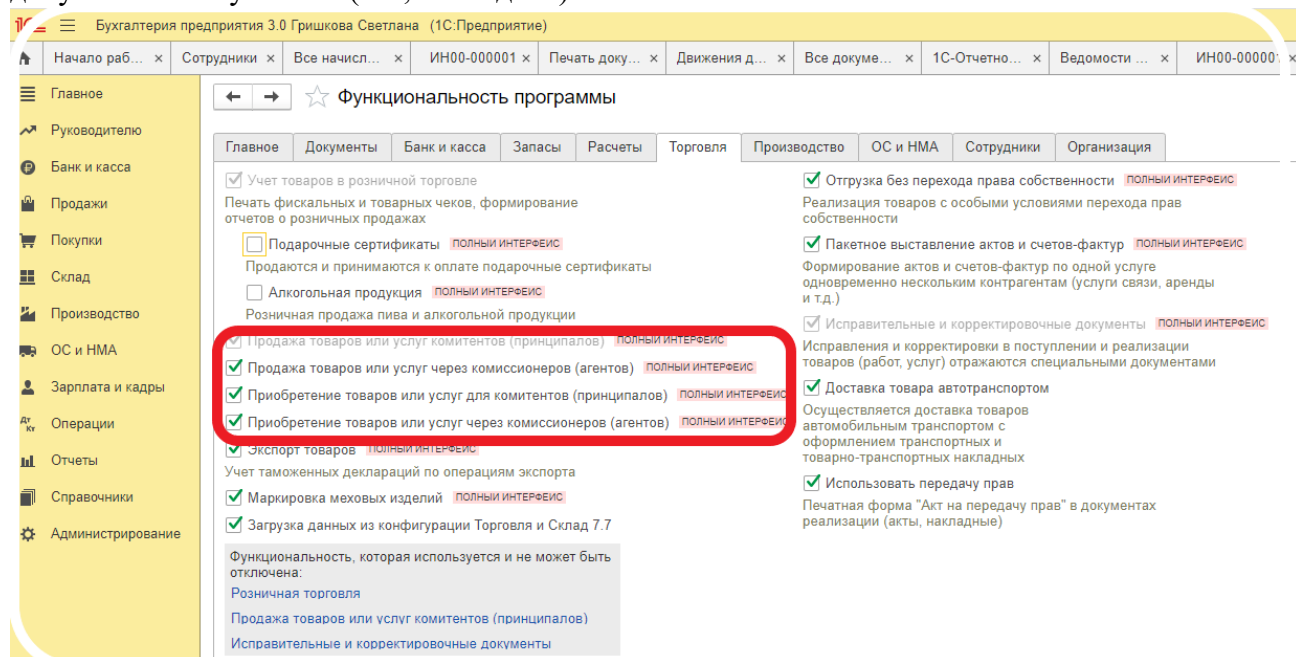 Бухгалтерия предприятия 3.0 Гришкова Светлана (1С:Предприятие)
Начало раб... × Сотрудники × Все начисл... × ИН00-000001 × Печать доку... × Движения д... × Все докуме... × 1С-Отчетно... × Ведомости ... × ИН00-000001 ×
Главное
Руководителю
Банк и касса
Продажи
Покупки
Склад
Производство
ОС и НМА
Зарплата и кадры
Операции
Отчеты
Справочники
Администрирование
Функциональность программы
Главное Документы Банк и касса Запасы Расчеты Торговля Производство ОС и НМА Сотрудники Организация
Учет товаров в розничной торговле
Печать фискальных и товарных чеков, формирование
отчетов о розничных продажах
Подарочные сертификаты ПОЛНЫЙ ИНТЕРФЕЙС
Продаются и принимаются к оплате подарочные сертификаты
Алкогольная продукция ПОЛНЫЙ ИНТЕРФЕЙС
Розничная продажа пива и алкогольной продукции
Продажа товаров или услуг комитентов (принципалов) ПОЛНЫЙ ИНТЕРФЕЙС
Продажа товаров или услуг через комиссионеров (агентов) ПОЛНЫЙ ИНТЕРФЕЙС
Приобретение товаров или услуг для комитентов (принципалов) ПОЛНЫЙ ИНТЕРФЕЙС
Приобретение товаров или услуг через комиссионеров (агентов) ПОЛНЫЙ ИНТЕРФЕЙС
Экспорт товаров ПОЛНЫЙ ИНТЕРФЕЙС
Учет таможенных деклараций по операциям экспорта
Маркировка меховых изделий ПОЛНЫЙ ИНТЕРФЕЙС
Загрузка данных из конфигурации Торговля и Склад 7.7
Функциональность, которая используется и не может быть
отключена:
Розничная торговля
Продажа товаров или услуг комитентов (принципалов)
Исправительные и корректировочные документы
Отгрузка без перехода права собственности ПОЛНЫЙ ИНТЕРФЕЙС
Реализация товаров с особыми условиями перехода прав
собственности
Пакетное выставление актов и счетов-фактур ПОЛНЫЙ ИНТЕРФЕЙС
Формирование актов и счетов-фактур по одной услуге
одновременно нескольким контрагентам (услуги связи, аренды
и т.д.)
Исправительные и корректировочные документы ПОЛНЫЙ ИНТЕРФЕЙС
Исправления и корректировки в поступлении и реализации
товаров (работ, услуг) отражаются специальными документами
Доставка товара автотранспортом
Осуществляется доставка товаров
автомобильным транспортом с
оформлением транспортных и
товарно-транспортных накладных
Использовать передачу прав
Печатная форма "Акт на передачу прав" в документах
реализации (акты, накладные)